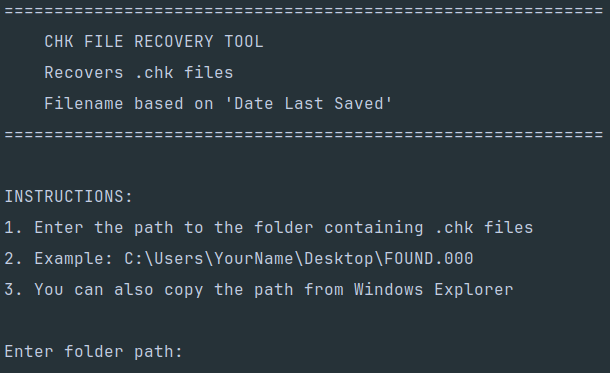 ============================================================
CHK FILE RECOVERY TOOL
Recovers .chk files
Filename based on 'Date Last Saved'
============================================================
INSTRUCTIONS:
1. Enter the path to the folder containing .chk files
2. Example: C:\Users\YourName\Desktop\FOUND.000
3. You can also copy the path from Windows Explorer
Enter folder path: